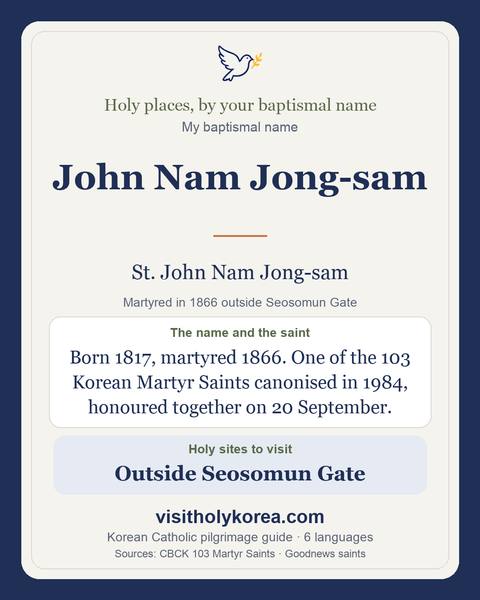 Holy places, by your baptismal name
My baptismal name
John Nam Jong-sam
St. John Nam Jong-sam
Martyred in 1866 outside Seosomun Gate
The name and the saint
Born 1817, martyred 1866. One of the 103
Korean Martyr Saints canonised in 1984,
honoured together on 20 September.
Holy sites to visit
Outside Seosomun Gate
visitholykorea.com
Korean Catholic pilgrimage guide · 6 languages
Sources: CBCK 103 Martyr Saints · Goodnews saints